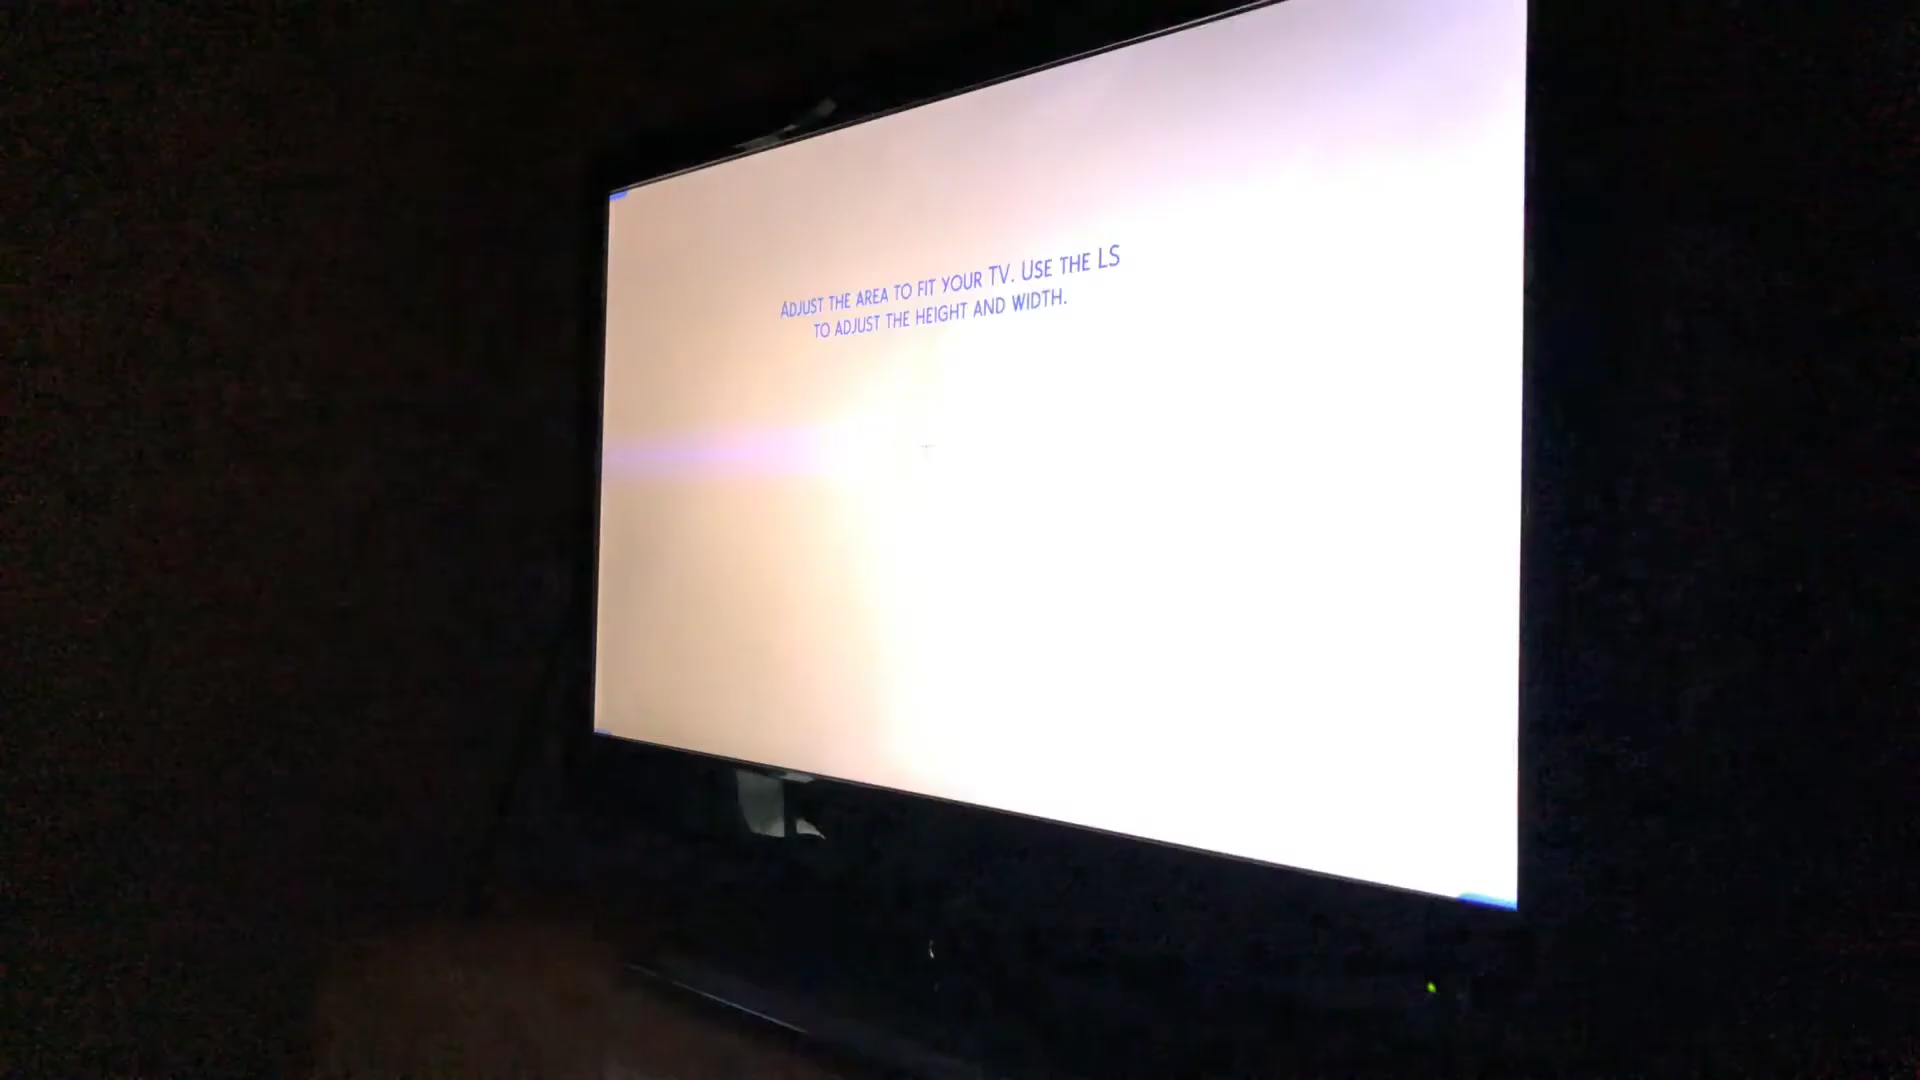 ADJUST THE AREA TO FIT YOUR TV. USE THE LS
TO ADJUST THE HEIGHT AND WIDTH.